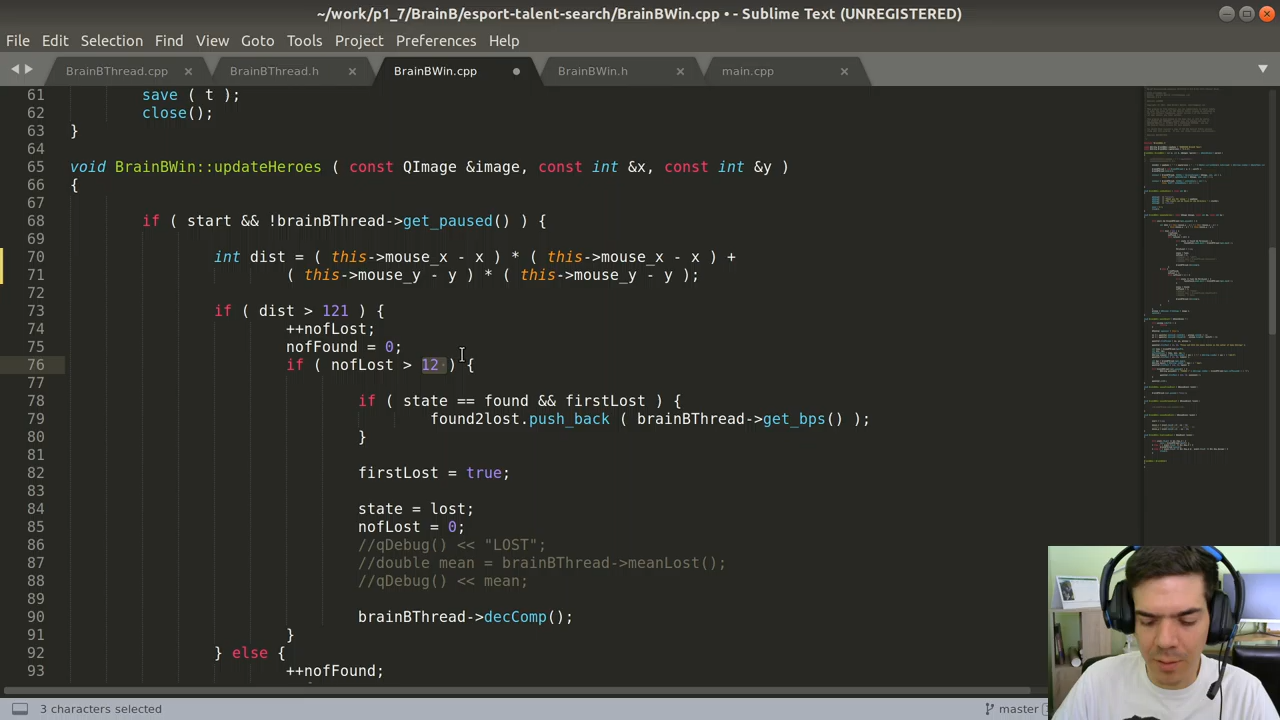 ~/work/p1_7/BrainB/esport-talent-search/BrainBWin.cpp • - Sublime Text (UNREGISTERED)
File Edit Selection Find View Goto Tools Project Preferences Help
BrainBThread.cpp BrainBThread.h BrainBWin.cpp BrainBWin.h main.cpp
61 save ( t );
62 close();
63 }
64
65 void BrainBWin::updateHeroes ( const QImage &image, const int &x, const int &y )
66 {
67
68 if ( start && !brainBThread->get_paused() ) {
69
70 int dist = ( this->mouse_x - x ) * ( this->mouse_x - x ) +
71 ( this->mouse_y - y ) * ( this->mouse_y - y );
72
73 if ( dist > 121 ) {
74 ++nofLost;
75 nofFound = 0;
76 if ( nofLost > 12 {
77
78 if ( state == found && firstLost ) {
79 found2lost.push_back ( brainBThread->get_bps() );
80 }
81
82 firstLost = true;
83
84 state = lost;
85 nofLost = 0;
86 //qDebug() << "LOST";
87 //double mean = brainBThread->meanLost();
88 //qDebug() << mean;
89
90 brainBThread->decComp();
91 }
92 } else {
93 ++nofFound;
3 characters selected
master